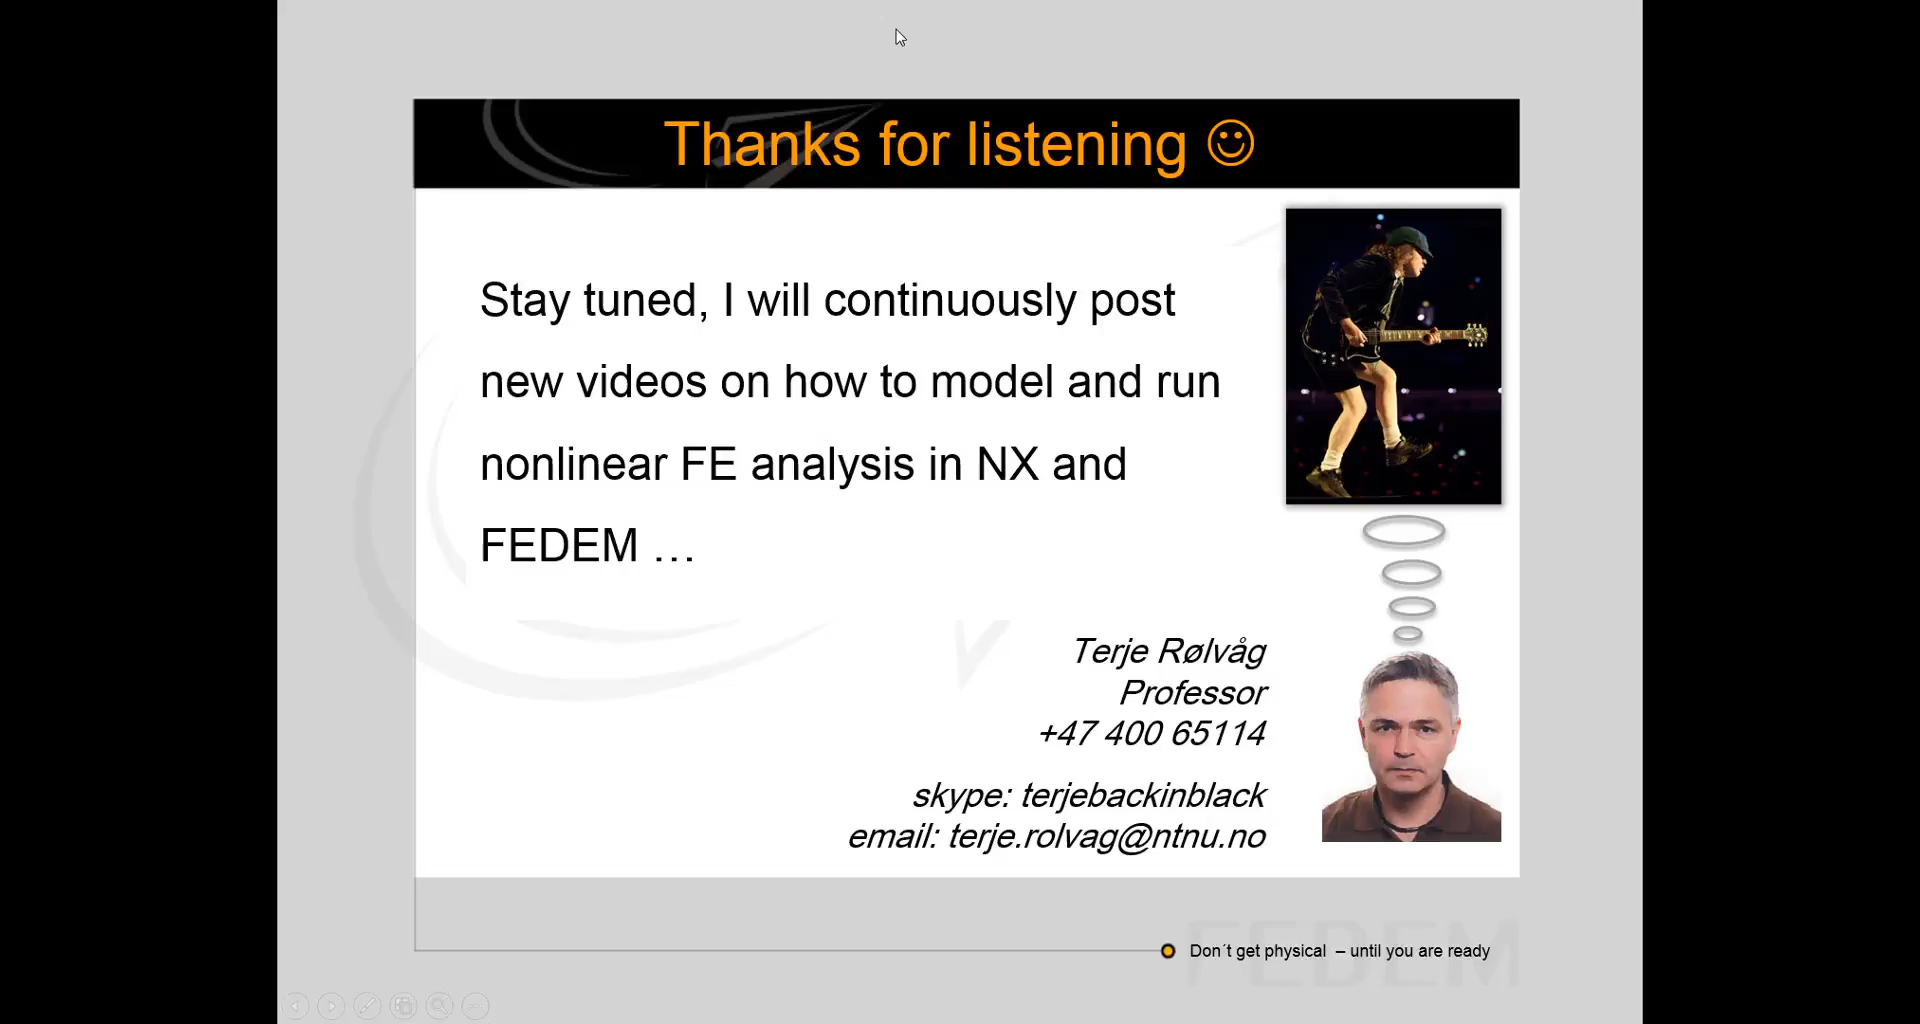 Thanks for listening ☺
Stay tuned, I will continuously post
new videos on how to model and run
nonlinear FE analysis in NX and
FEDEM …
Terje Rølvåg
Professor
+47 400 65114
skype: terjebackinblack
email: terje.rolvag@ntnu.no
FEDEM
Don´t get physical – until you are ready